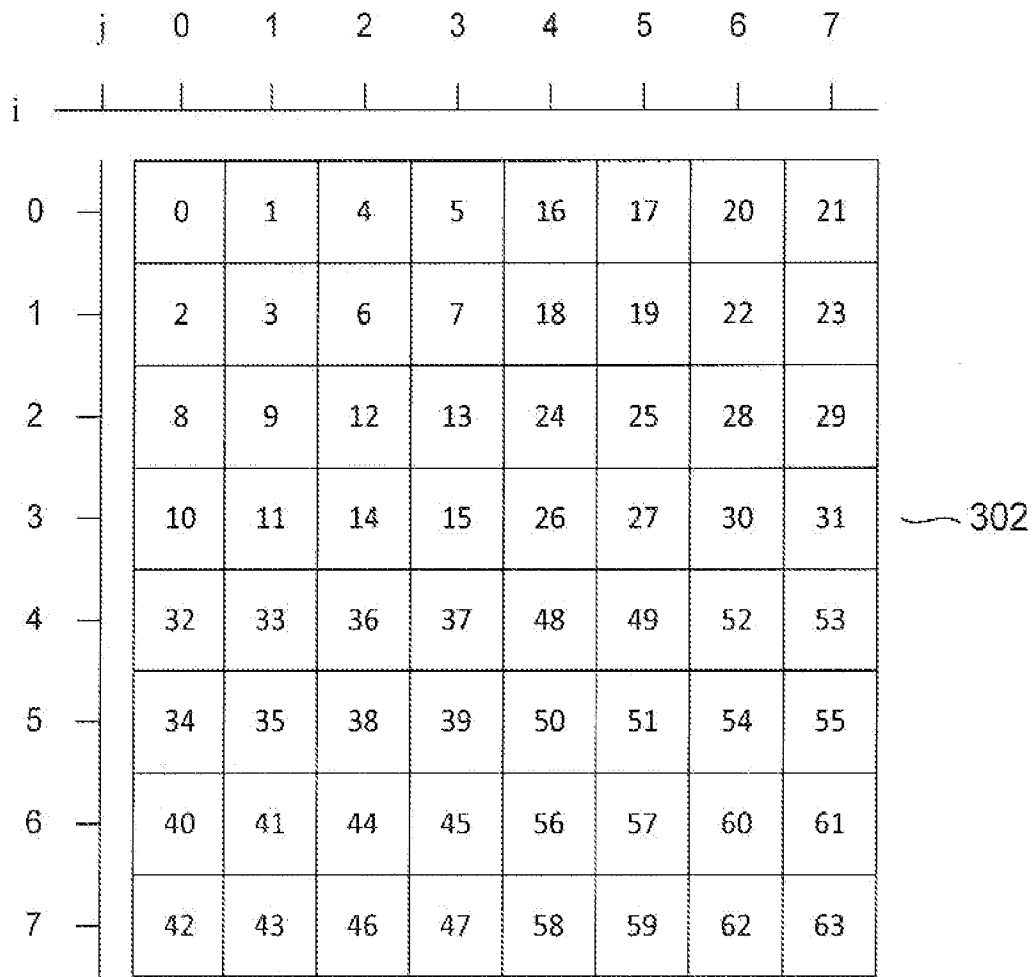 j 0 1 2 3 4 5 6 7
i
0 0 1 4 5 16 17 20 21
1 2 3 6 7 18 19 22 23
2 8 9 12 13 24 25 28 29
3 10 11 14 15 26 27 30 31 302
4 32 33 36 37 48 49 52 53
5 34 35 38 39 50 51 54 55
6 40 41 44 45 56 57 60 61
7 42 43 46 47 58 59 62 63